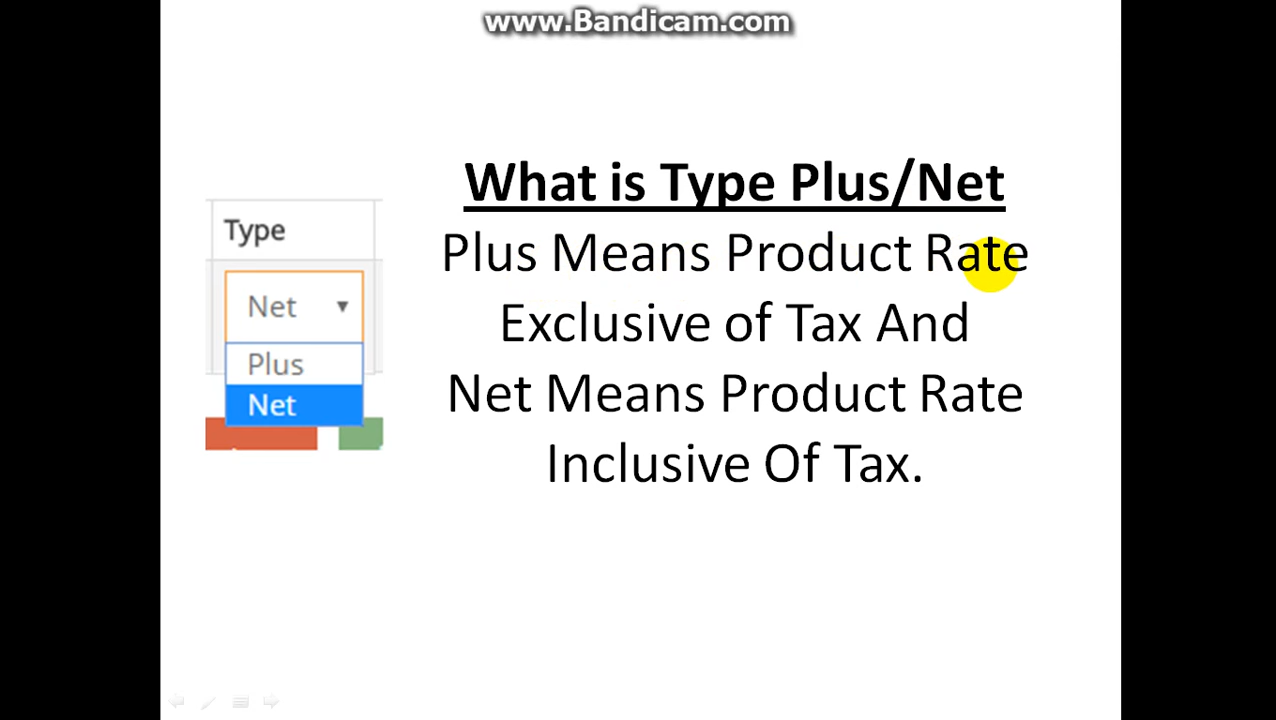 www.Bandicam.com
What is Type Plus/Net
Type
Plus Means Product Rate
Net
Exclusive of Tax And
Plus
Net Means Product Rate
Net
Inclusive Of Tax.